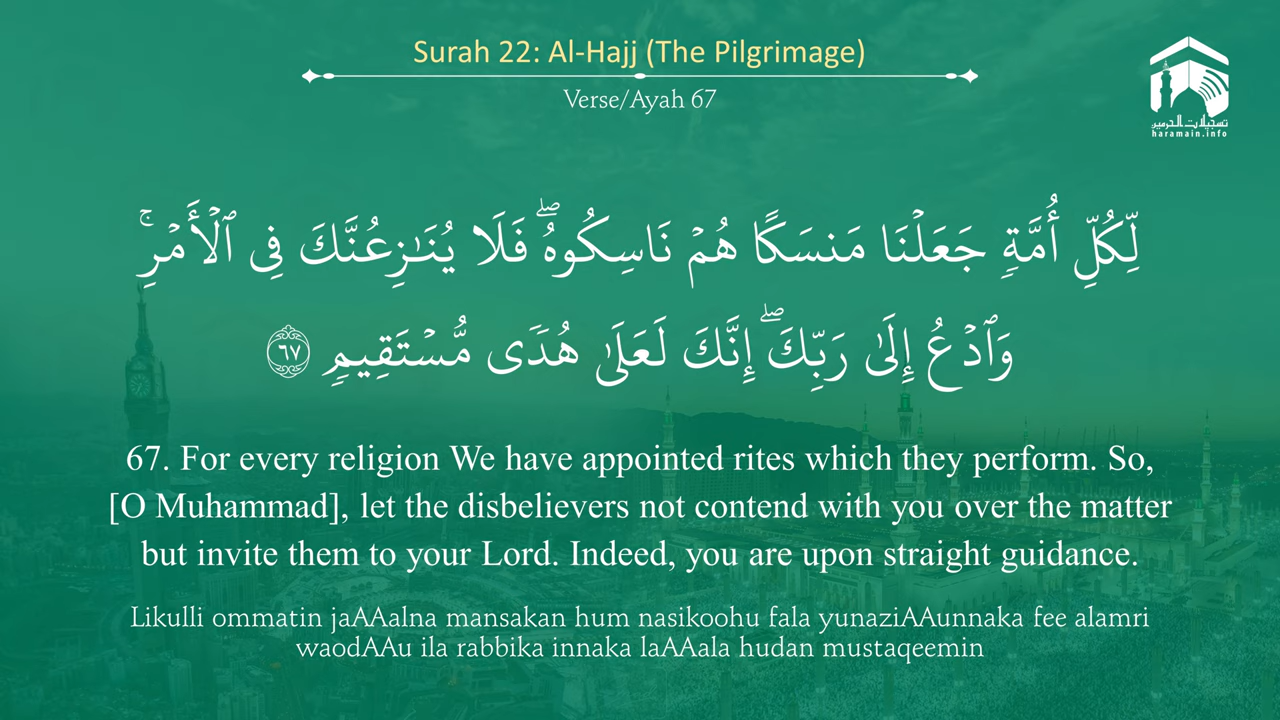 Surah 22: Al-Hajj (The Pilgrimage)
Verse/Ayah 67
تسجيلات الحرمين
haramain.info
لِّكُلِّ أُمَّةٖ جَعَلۡنَا مَنسَكًا هُمۡ نَاسِكُوهُۖ فَلَا يُنَٰزِعُنَّكَ فِي ٱلۡأَمۡرِۚ
وَٱدۡعُ إِلَىٰ رَبِّكَۖ إِنَّكَ لَعَلَىٰ هُدٗى مُّسۡتَقِيمٖ ٦٧
67. For every religion We have appointed rites which they perform. So,
[O Muhammad], let the disbelievers not contend with you over the matter
but invite them to your Lord. Indeed, you are upon straight guidance.
Likulli ommatin jaAAalna mansakan hum nasikoohu fala yunaziAAunnaka fee alamri
waodAAu ila rabbika innaka laAAala hudan mustaqeemin